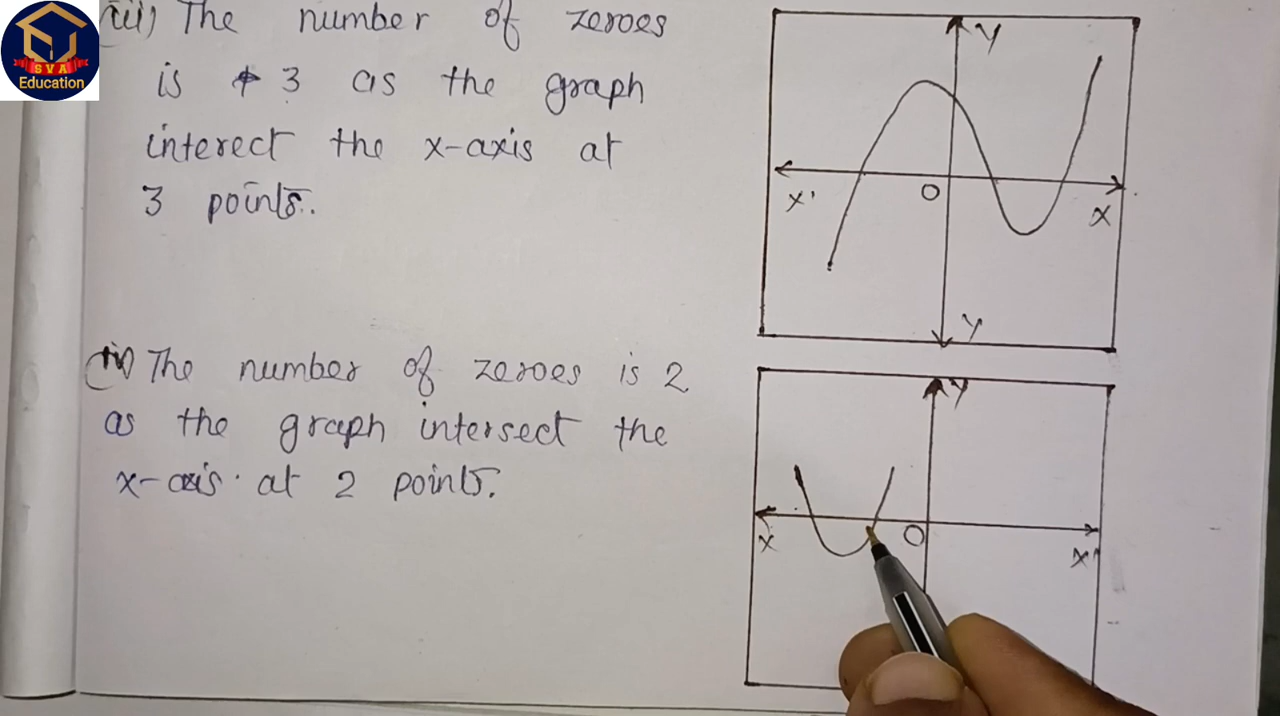 SVA
Education
(iii) The number of zeroes
is 3 as the graph
interect the x-axis at
3 points.
Y
X'
O
X
Y
(iv) The number of zeroes is 2
as the graph intersect the
x-axis. at 2 points.
Y
X
O
X'